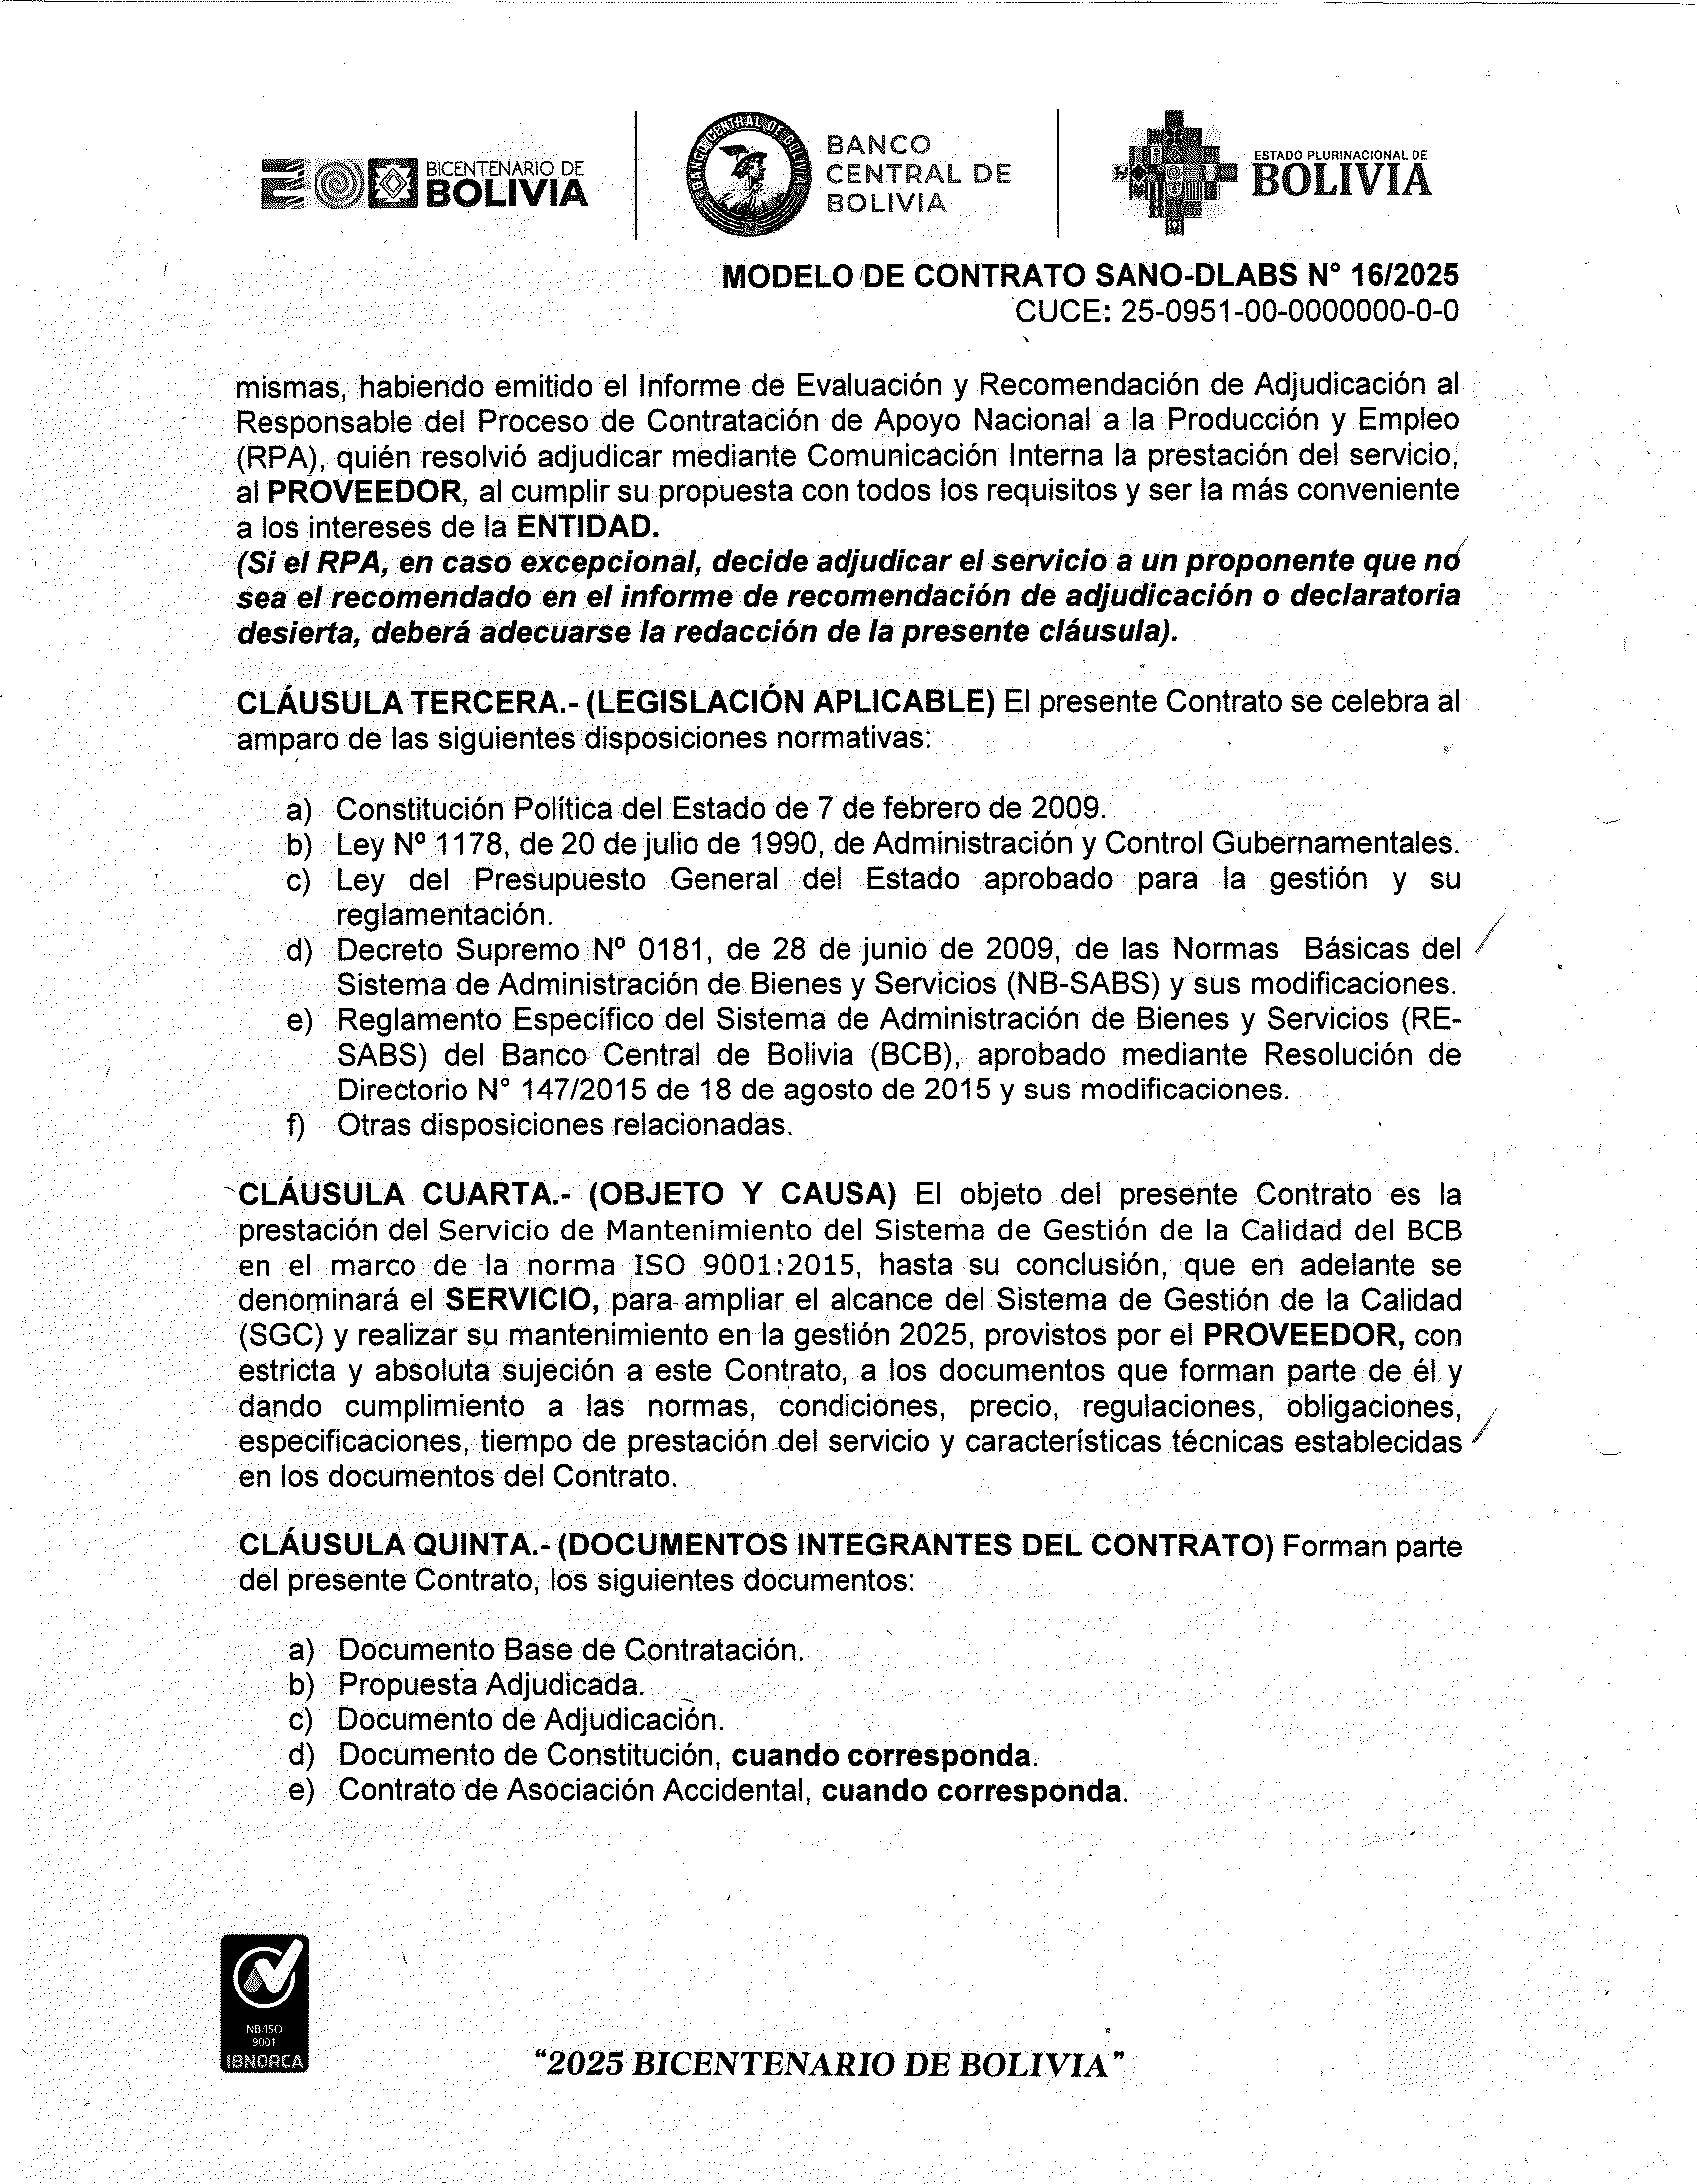 BICENTENARIO DE
BOLIVIA
BANCO CENTRAL DE BOLIVIA
BANCO
CENTRAL DE
BOLIVIA
ESTADO PLURINACIONAL DE
BOLIVIA
MODELO DE CONTRATO SANO-DLABS N° 16/2025
CUCE: 25-0951-00-0000000-0-0
mismas, habiendo emitido el Informe de Evaluación y Recomendación de Adjudicación al
Responsable del Proceso de Contratación de Apoyo Nacional a la Producción y Empleo
(RPA), quién resolvió adjudicar mediante Comunicación Interna la prestación del servicio,
al PROVEEDOR, al cumplir su propuesta con todos los requisitos y ser la más conveniente
a los intereses de la ENTIDAD.
(Si el RPA, en caso excepcional, decide adjudicar el servicio a un proponente que no
sea el recomendado en el informe de recomendación de adjudicación o declaratoria
desierta, deberá adecuarse la redacción de la presente cláusula).
CLÁUSULA TERCERA.- (LEGISLACIÓN APLICABLE) El presente Contrato se celebra al
amparo de las siguientes disposiciones normativas:
a) Constitución Política del Estado de 7 de febrero de 2009.
b) Ley Nº 1178, de 20 de julio de 1990, de Administración y Control Gubernamentales.
c) Ley del Presupuesto General del Estado aprobado para la gestión y su
reglamentación.
d) Decreto Supremo Nº 0181, de 28 de junio de 2009, de las Normas Básicas del
Sistema de Administración de Bienes y Servicios (NB-SABS) y sus modificaciones.
e) Reglamento Específico del Sistema de Administración de Bienes y Servicios (RE-
SABS) del Banco Central de Bolivia (BCB), aprobado mediante Resolución de
Directorio N° 147/2015 de 18 de agosto de 2015 y sus modificaciones.
f) Otras disposiciones relacionadas.
CLÁUSULA CUARTA.- (OBJETO Y CAUSA) El objeto del presente Contrato es la
prestación del Servicio de Mantenimiento del Sistema de Gestión de la Calidad del BCB
en el marco de la norma ISO 9001:2015, hasta su conclusión, que en adelante se
denominará el SERVICIO, para ampliar el alcance del Sistema de Gestión de la Calidad
(SGC) y realizar su mantenimiento en la gestión 2025, provistos por el PROVEEDOR, con
estricta y absoluta sujeción a este Contrato, a los documentos que forman parte de él y
dando cumplimiento a las normas, condiciones, precio, regulaciones, obligaciones,
especificaciones, tiempo de prestación del servicio y características técnicas establecidas
en los documentos del Contrato.
CLÁUSULA QUINTA.- (DOCUMENTOS INTEGRANTES DEL CONTRATO) Forman parte
del presente Contrato, los siguientes documentos:
a) Documento Base de Contratación.
b) Propuesta Adjudicada.
c) Documento de Adjudicación.
d) Documento de Constitución, cuando corresponda.
e) Contrato de Asociación Accidental, cuando corresponda.
NB-ISO
9001
IBNORCA
“2025 BICENTENARIO DE BOLIVIA”